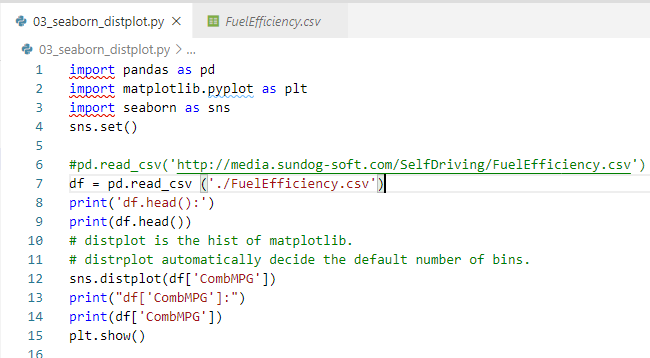 03_seaborn_distplot.py × FuelEfficiency.csv
03_seaborn_distplot.py > ...
1 import pandas as pd
2 import matplotlib.pyplot as plt
3 import seaborn as sns
4 sns.set()
5
6 #pd.read_csv('http://media.sundog-soft.com/SelfDriving/FuelEfficiency.csv')
7 df = pd.read_csv ('./FuelEfficiency.csv')
8 print('df.head():')
9 print(df.head())
10 # distplot is the hist of matplotlib.
11 # distrplot automatically decide the default number of bins.
12 sns.distplot(df['CombMPG'])
13 print("df['CombMPG']:")
14 print(df['CombMPG'])
15 plt.show()
16